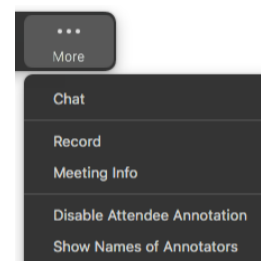 More
Chat
Record
Meeting Info
Disable Attendee Annotation
Show Names of Annotators